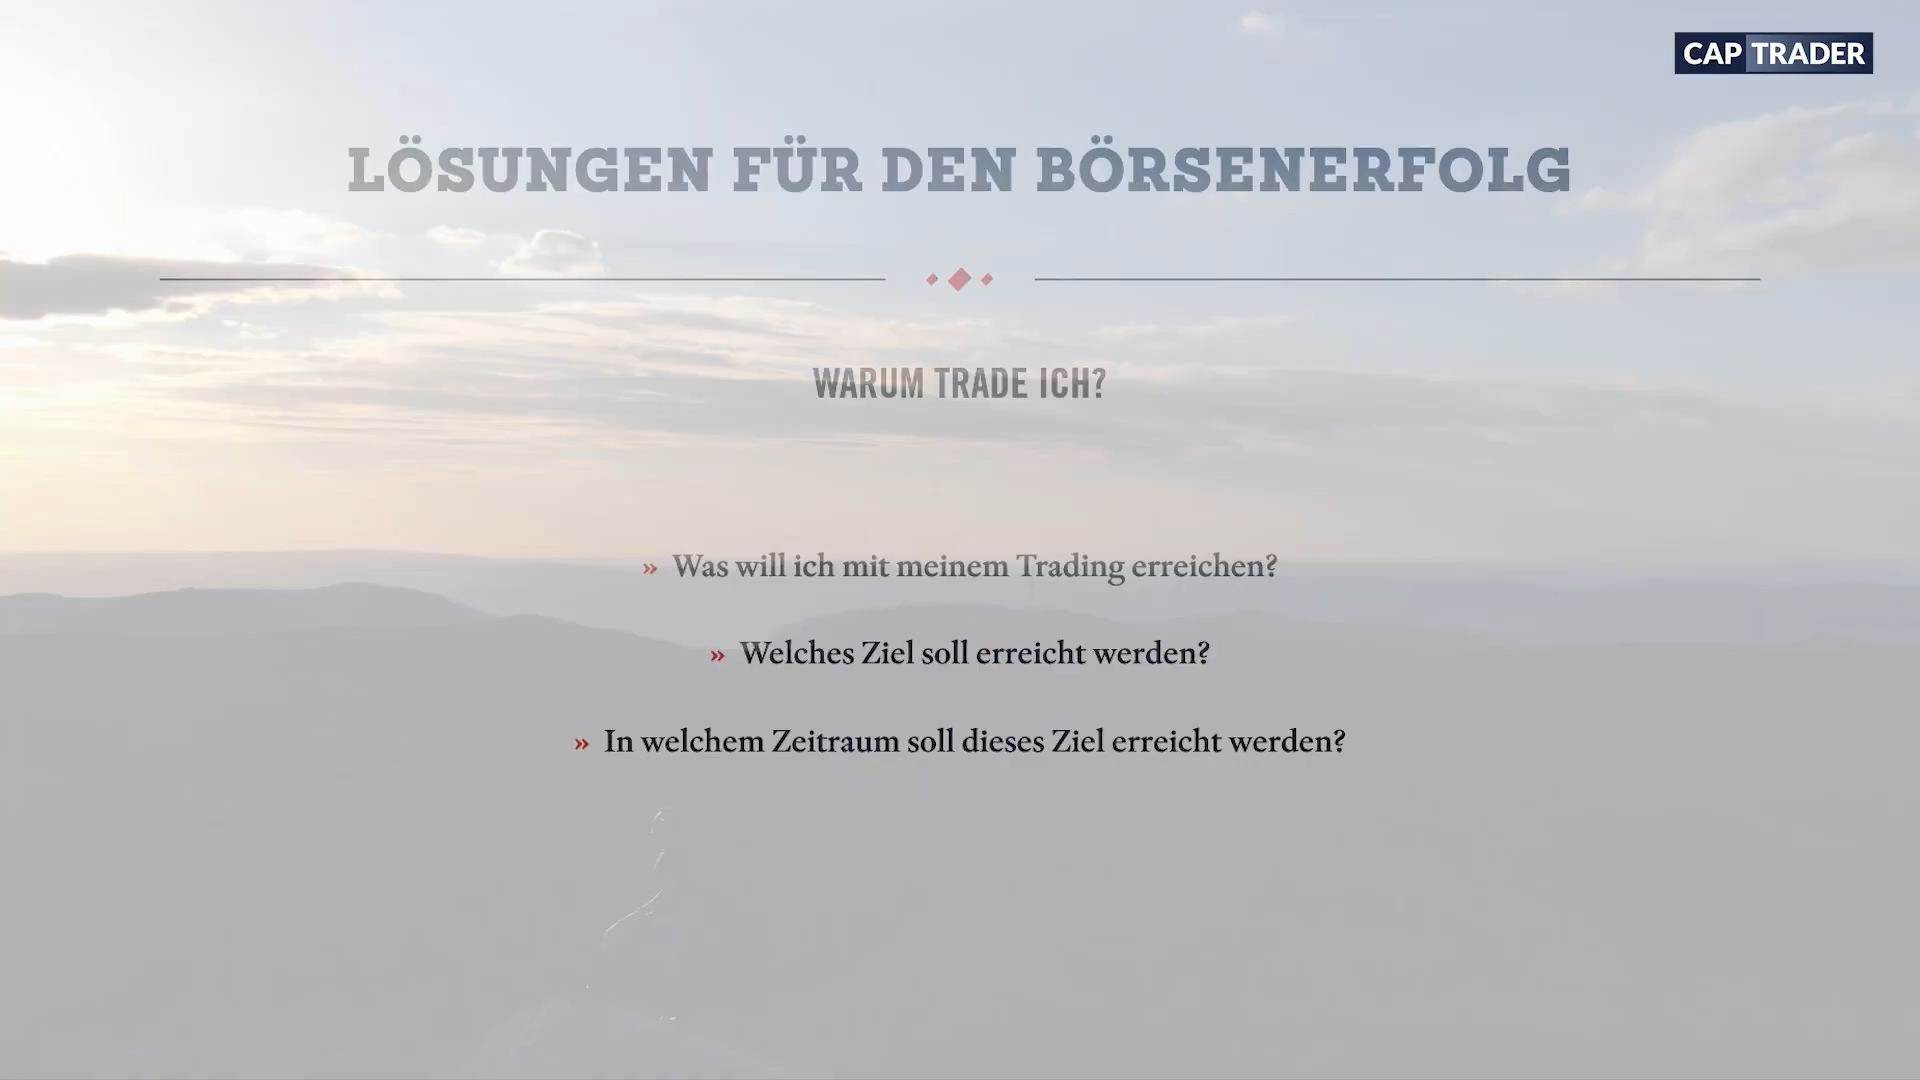 CAP TRADER
LÖSUNGEN FÜR DEN BÖRSENERFOLG
WARUM TRADE ICH?
» Was will ich mit meinem Trading erreichen?
» Welches Ziel soll erreicht werden?
» In welchem Zeitraum soll dieses Ziel erreicht werden?